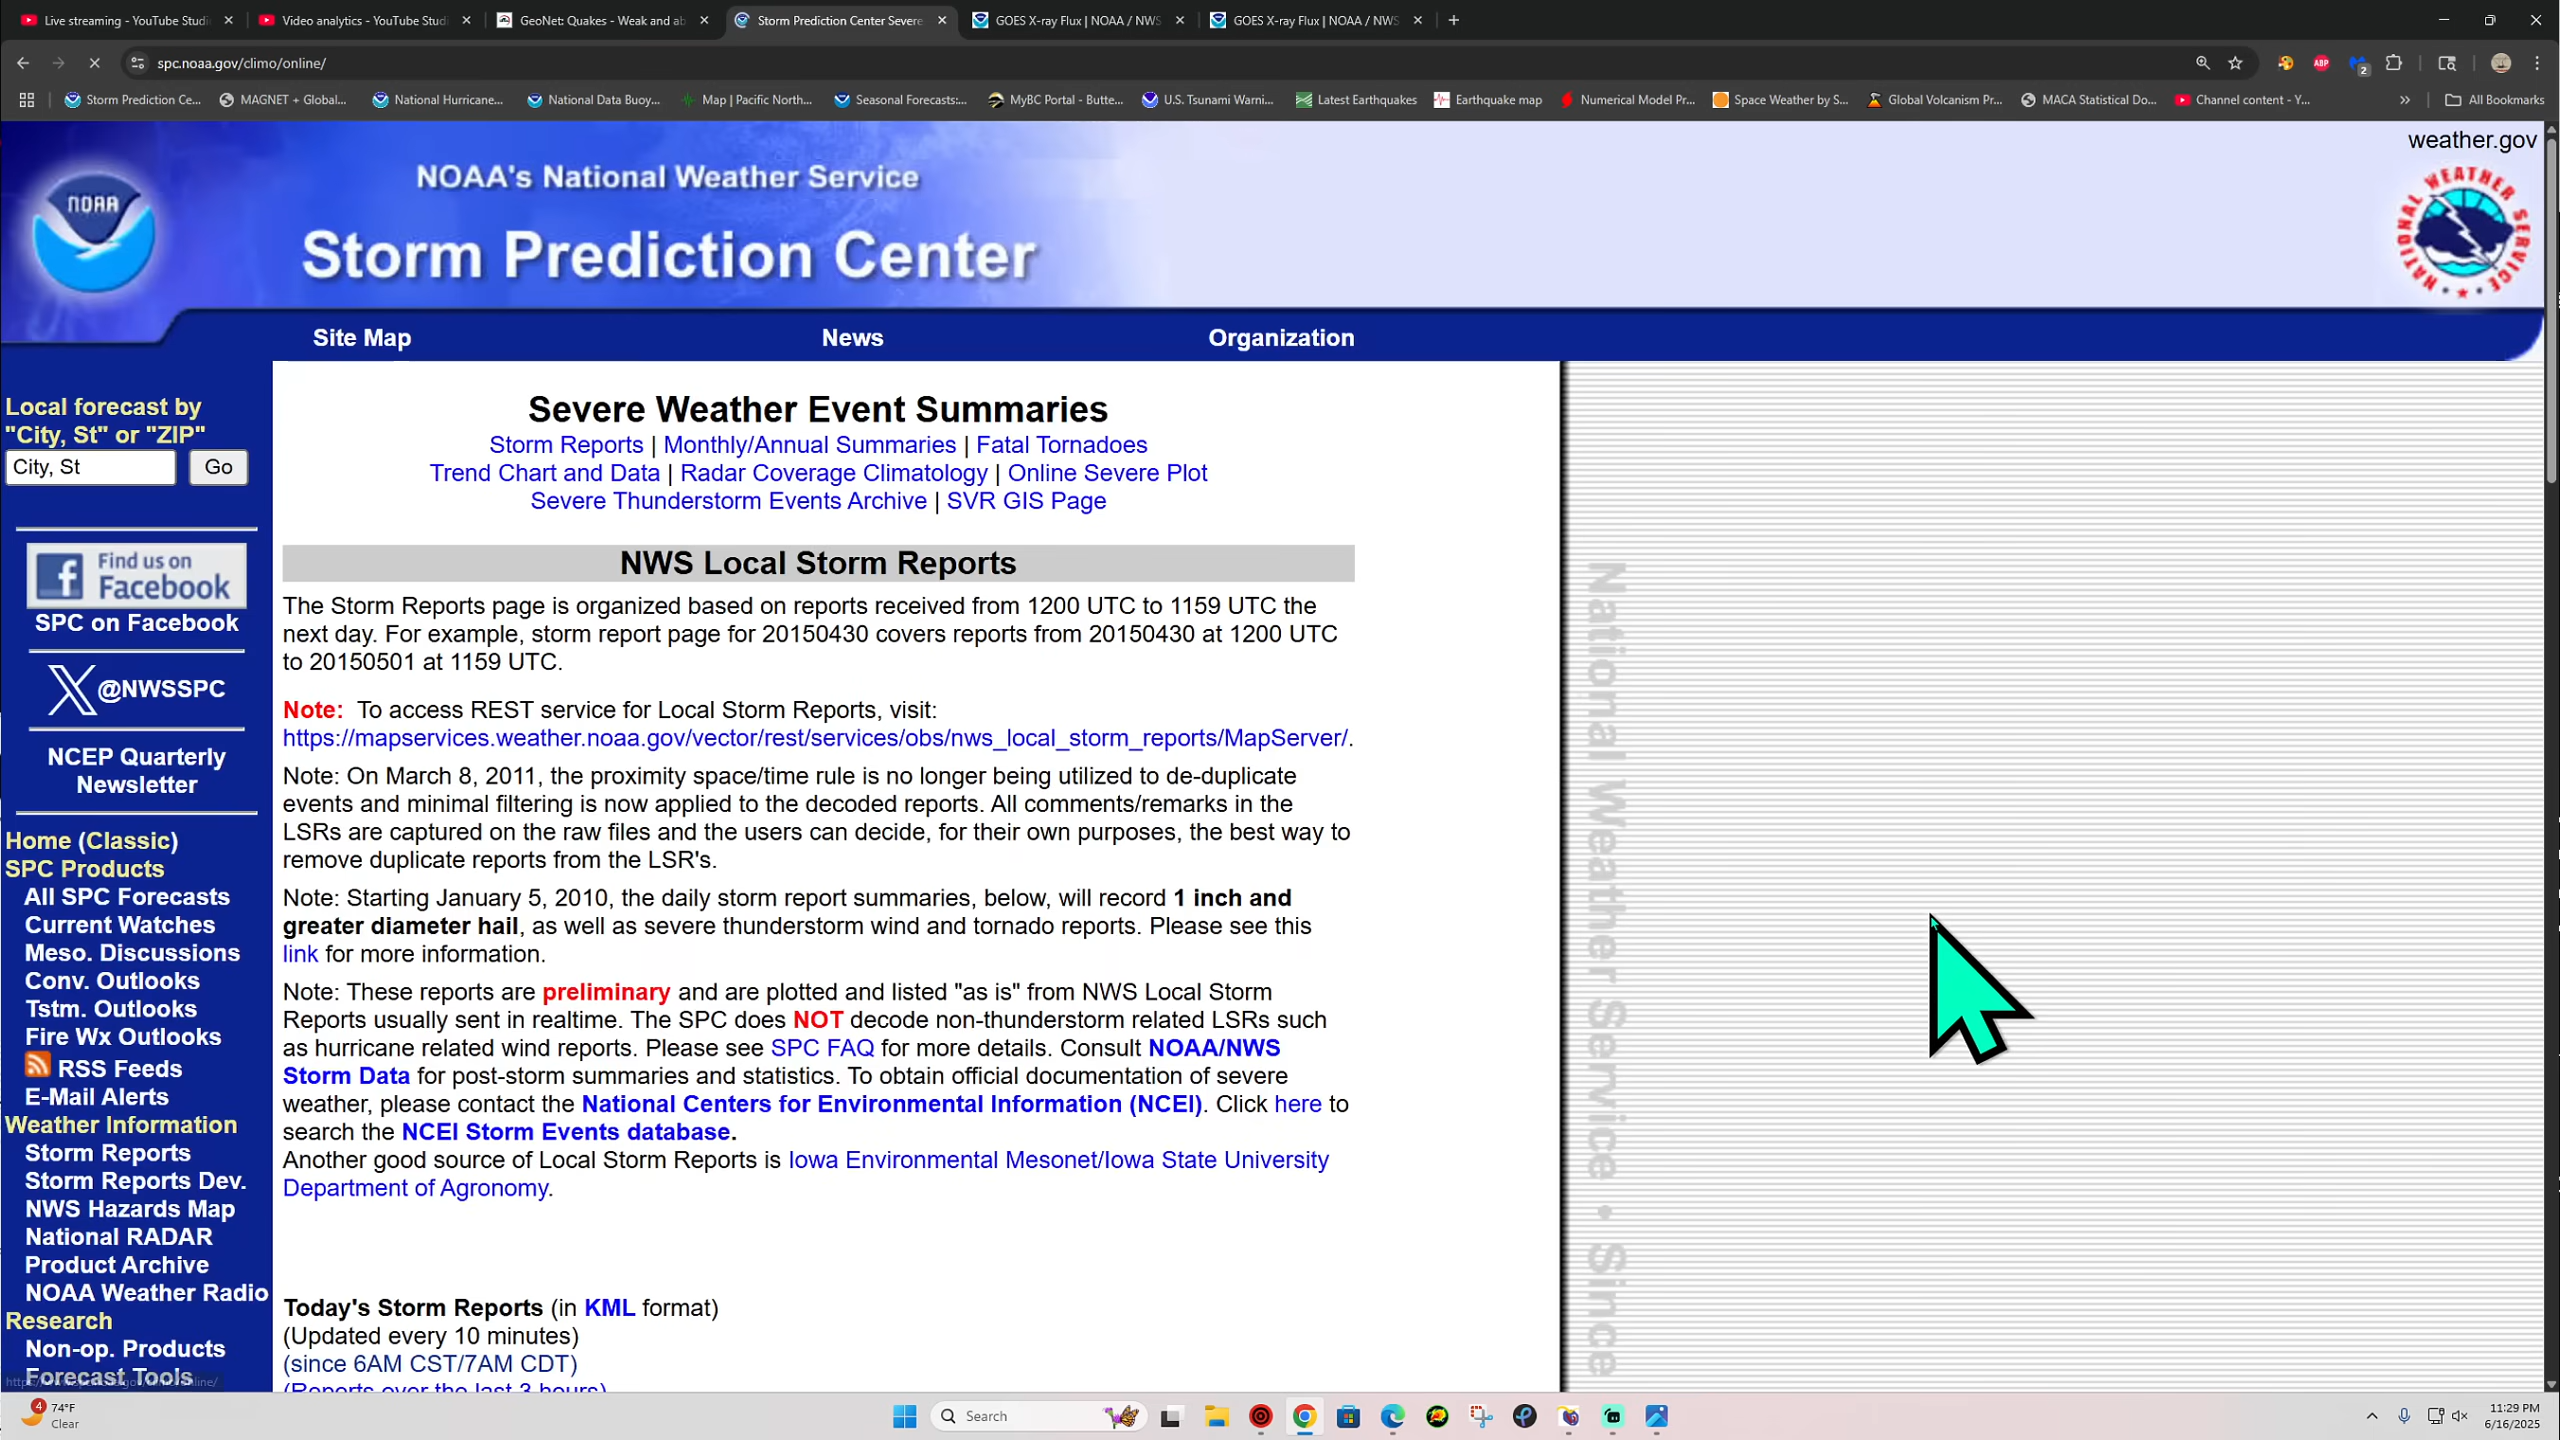 Live streaming - YouTube Studi
Video analytics - YouTube Studi
GeoNet: Quakes - Weak and ab
Storm Prediction Center Severe
GOES X-ray Flux | NOAA / NWS
GOES X-ray Flux | NOAA / NWS
spc.noaa.gov/climo/online/
ABP
2
Storm Prediction Ce...
MAGNET + Global...
National Hurricane...
National Data Buoy...
Map | Pacific North...
Seasonal Forecasts:...
MyBC Portal - Butte...
U.S. Tsunami Warni...
Latest Earthquakes
Earthquake map
Numerical Model Pr...
Space Weather by S...
Global Volcanism Pr...
MACA Statistical Do...
Channel content - Y...
All Bookmarks
weather.gov
NOAA
NOAA's National Weather Service
Storm Prediction Center
NATIONAL WEATHER SERVICE
Site Map
News
Organization
Local forecast by
"City, St" or "ZIP"
City, St
Go
Find us on
Facebook
SPC on Facebook
@NWSSPC
NCEP Quarterly
Newsletter
Home (Classic)
SPC Products
All SPC Forecasts
Current Watches
Meso. Discussions
Conv. Outlooks
Tstm. Outlooks
Fire Wx Outlooks
RSS Feeds
E-Mail Alerts
Weather Information
Storm Reports
Storm Reports Dev.
NWS Hazards Map
National RADAR
Product Archive
NOAA Weather Radio
Research
Non-op. Products
Forecast Tools
Severe Weather Event Summaries
Storm Reports | Monthly/Annual Summaries | Fatal Tornadoes
Trend Chart and Data | Radar Coverage Climatology | Online Severe Plot
Severe Thunderstorm Events Archive | SVR GIS Page
NWS Local Storm Reports
The Storm Reports page is organized based on reports received from 1200 UTC to 1159 UTC the
next day. For example, storm report page for 20150430 covers reports from 20150430 at 1200 UTC
to 20150501 at 1159 UTC.
Note: To access REST service for Local Storm Reports, visit:
https://mapservices.weather.noaa.gov/vector/rest/services/obs/nws_local_storm_reports/MapServer/.
Note: On March 8, 2011, the proximity space/time rule is no longer being utilized to de-duplicate
events and minimal filtering is now applied to the decoded reports. All comments/remarks in the
LSRs are captured on the raw files and the users can decide, for their own purposes, the best way to
remove duplicate reports from the LSR's.
Note: Starting January 5, 2010, the daily storm report summaries, below, will record 1 inch and
greater diameter hail, as well as severe thunderstorm wind and tornado reports. Please see this
link for more information.
Note: These reports are preliminary and are plotted and listed "as is" from NWS Local Storm
Reports usually sent in realtime. The SPC does NOT decode non-thunderstorm related LSRs such
as hurricane related wind reports. Please see SPC FAQ for more details. Consult NOAA/NWS
Storm Data for post-storm summaries and statistics. To obtain official documentation of severe
weather, please contact the National Centers for Environmental Information (NCEI). Click here to
search the NCEI Storm Events database.
Another good source of Local Storm Reports is Iowa Environmental Mesonet/Iowa State University
Department of Agronomy.
Today's Storm Reports (in KML format)
(Updated every 10 minutes)
(since 6AM CST/7AM CDT)
(Reports over the last 3 hours)
National Weather Service • Since
4
74°F
Clear
Search
11:29 PM
6/16/2025